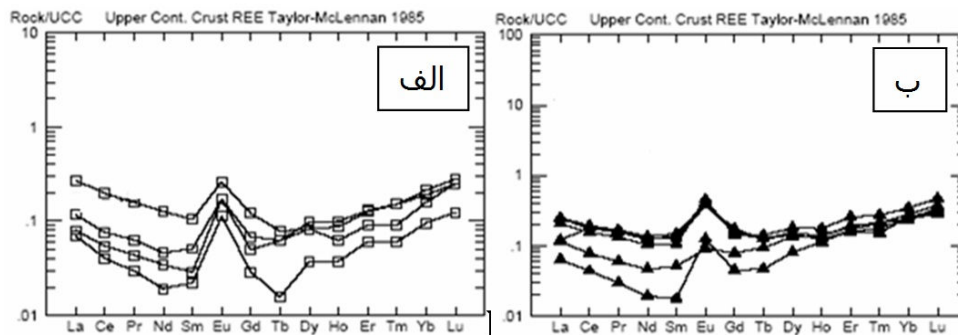 Rock/UCC Upper Cont. Crust REE Taylor-McLennan 1985
10
1
.1
.01
الف
La Ce Pr Nd Sm Eu Gd Tb Dy Ho Er Tm Yb Lu
Rock/UCC Upper Cont. Crust REE Taylor-McLennan 1985
100
10
1
.1
.01
ب
La Ce Pr Nd Sm Eu Gd Tb Dy Ho Er Tm Yb Lu